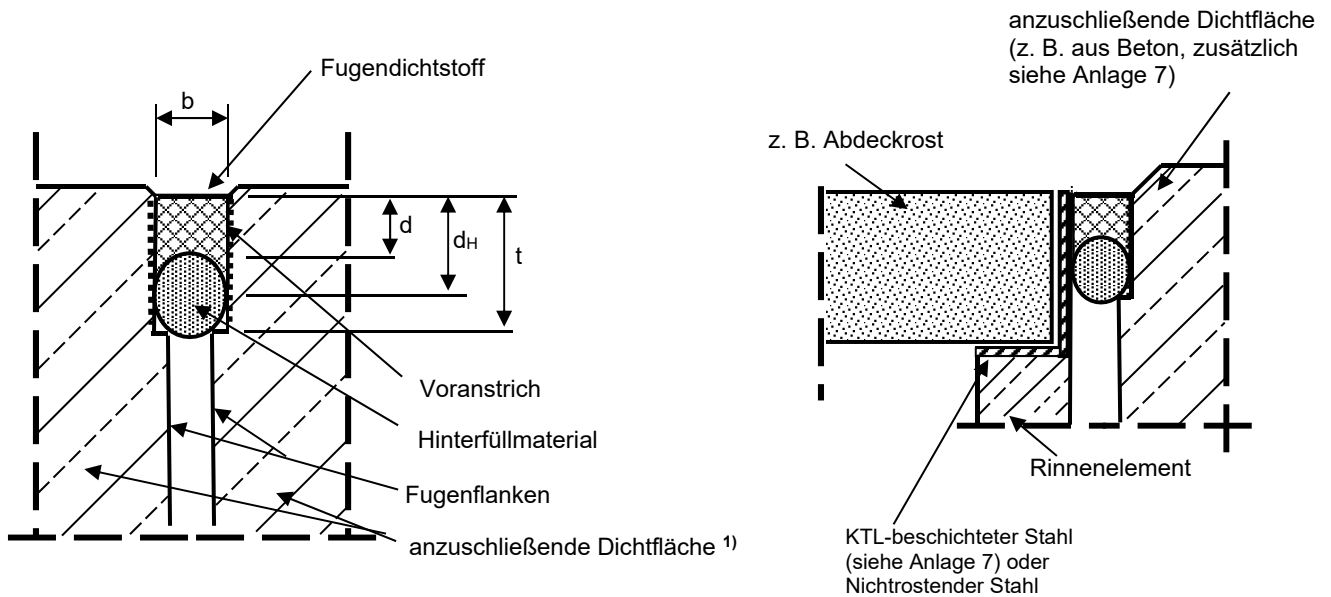 Fugendichtstoff
b
d
dH
t
Voranstrich
Hinterfüllmaterial
Fugenflanken
anzuschließende Dichtfläche 1)
anzuschließende Dichtfläche
(z. B. aus Beton, zusätzlich
siehe Anlage 7)
z. B. Abdeckrost
Rinnenelement
KTL-beschichteter Stahl
(siehe Anlage 7) oder
Nichtrostender Stahl